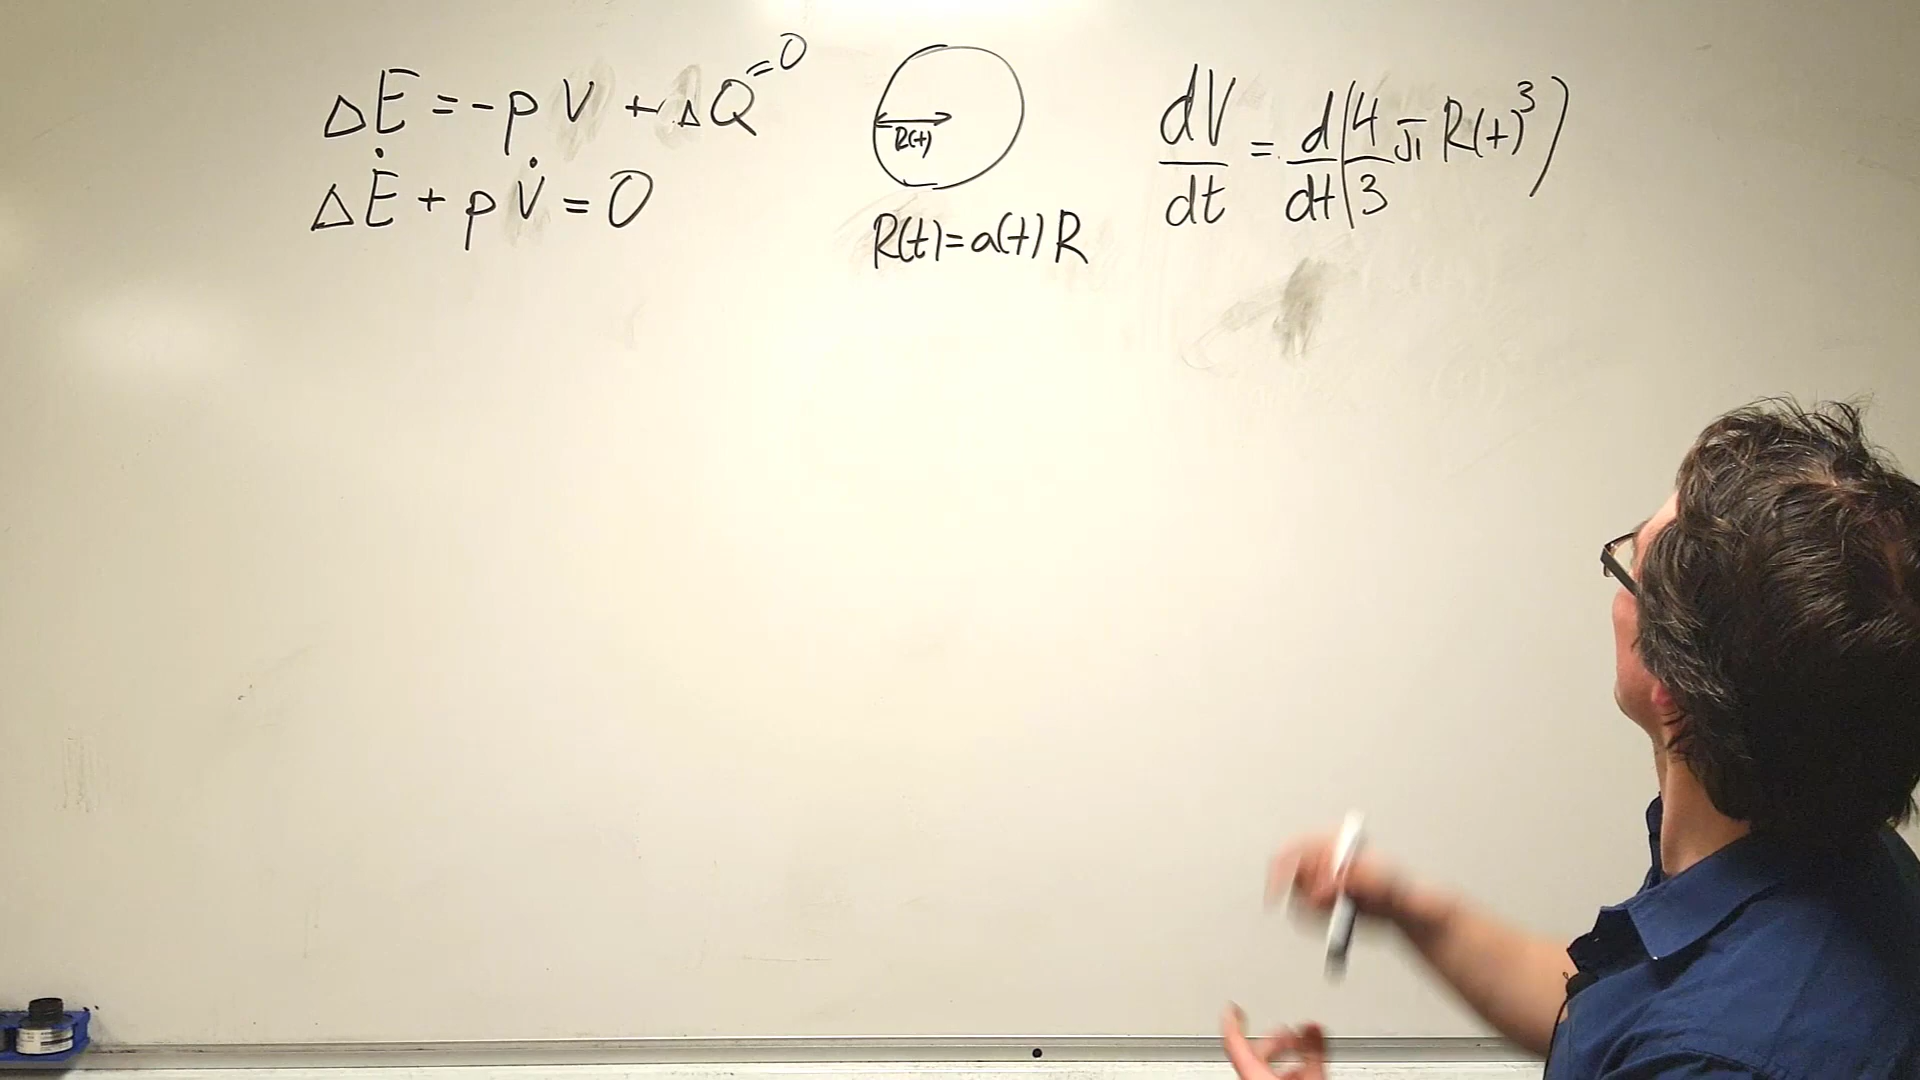 ΔE = -pV + ΔQ^{=0}
ΔĖ + pV̇ = 0
R(t)
R(t) = a(t) R
dV/dt = d/dt (4/3 π R(t)^3)